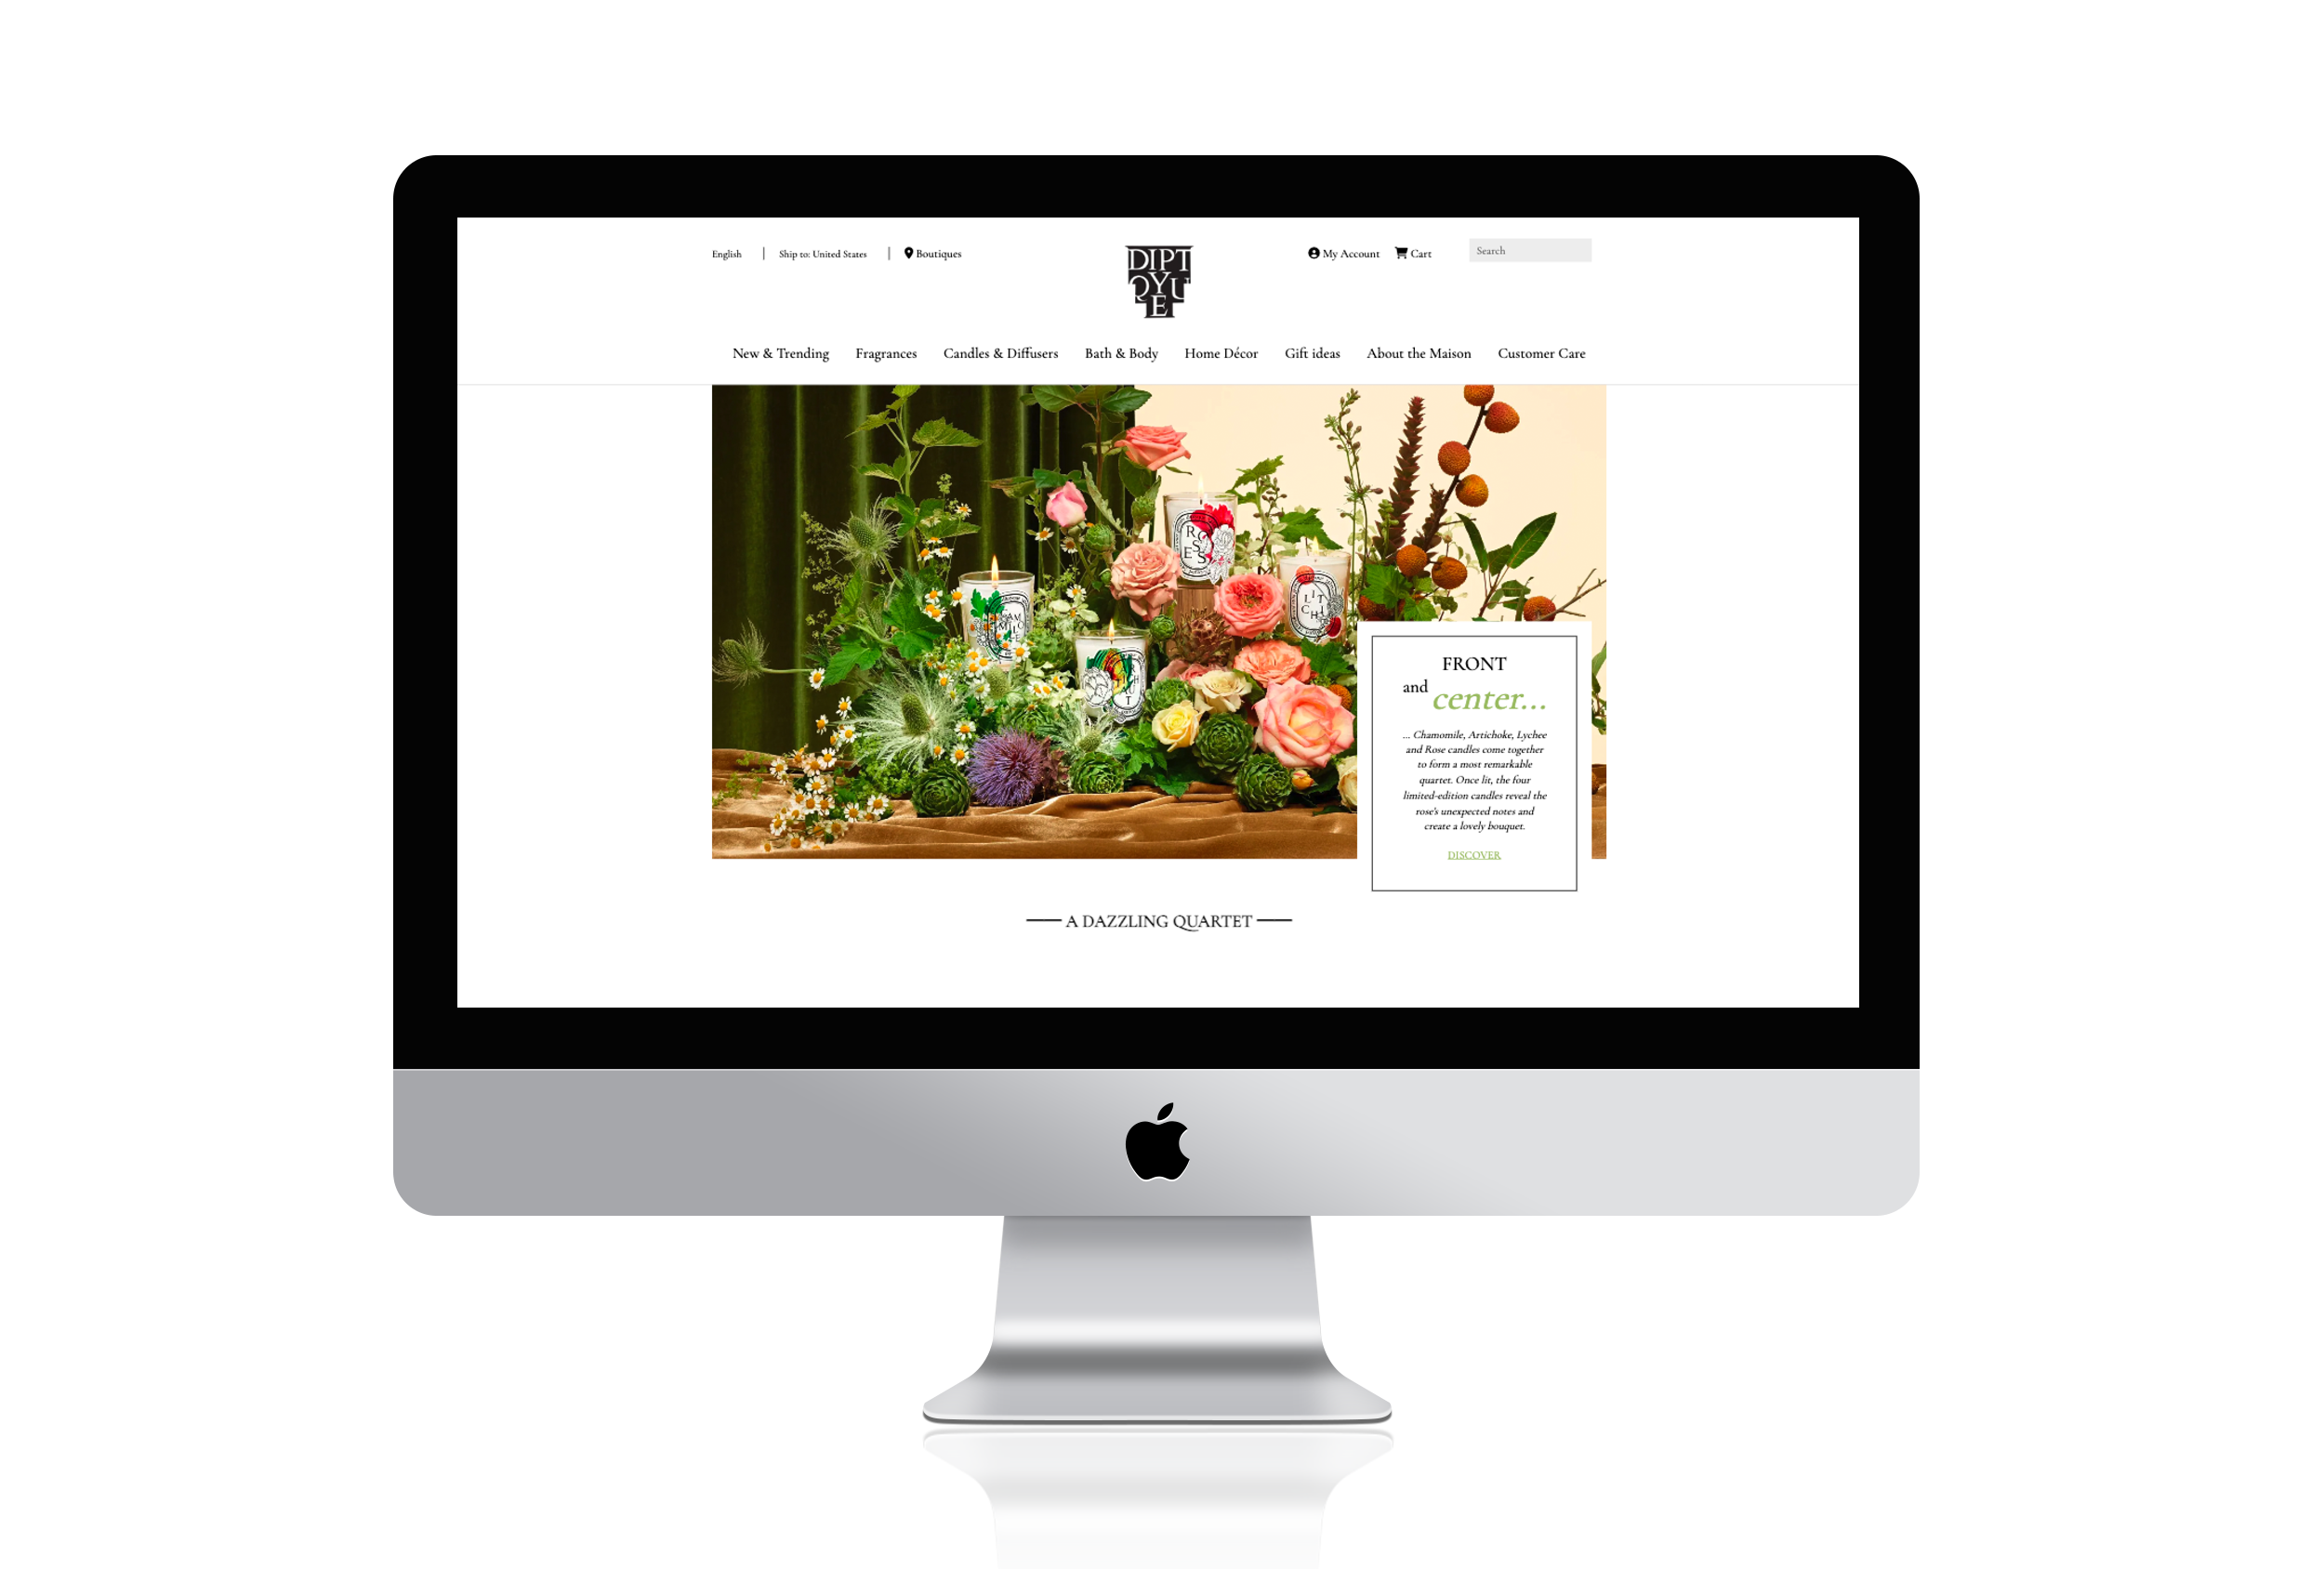 English | Ship to: United States | Boutiques
DIPT
QYU
E
My Account Cart Search
New & Trending Fragrances Candles & Diffusers Bath & Body Home Décor Gift ideas About the Maison Customer Care
ROSES
LITCHI
FRONT
and center...
... Chamomile, Artichoke, Lychee
and Rose candles come together
to form a most remarkable
quartet. Once lit, the four
limited-edition candles reveal the
rose's unexpected notes and
create a lovely bouquet.
DISCOVER
A DAZZLING QUARTET